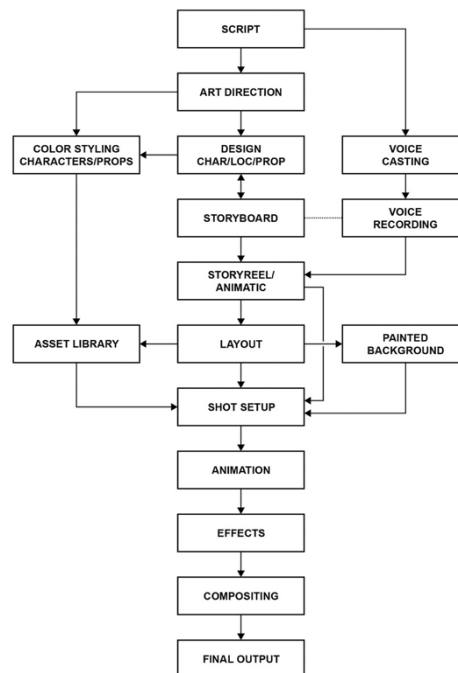 SCRIPT
ART DIRECTION
COLOR STYLING
CHARACTERS/PROPS
DESIGN
CHAR/LOC/PROP
VOICE
CASTING
STORYBOARD
VOICE
RECORDING
STORYREEL/
ANIMATIC
ASSET LIBRARY
LAYOUT
PAINTED
BACKGROUND
SHOT SETUP
ANIMATION
EFFECTS
COMPOSITING
FINAL OUTPUT